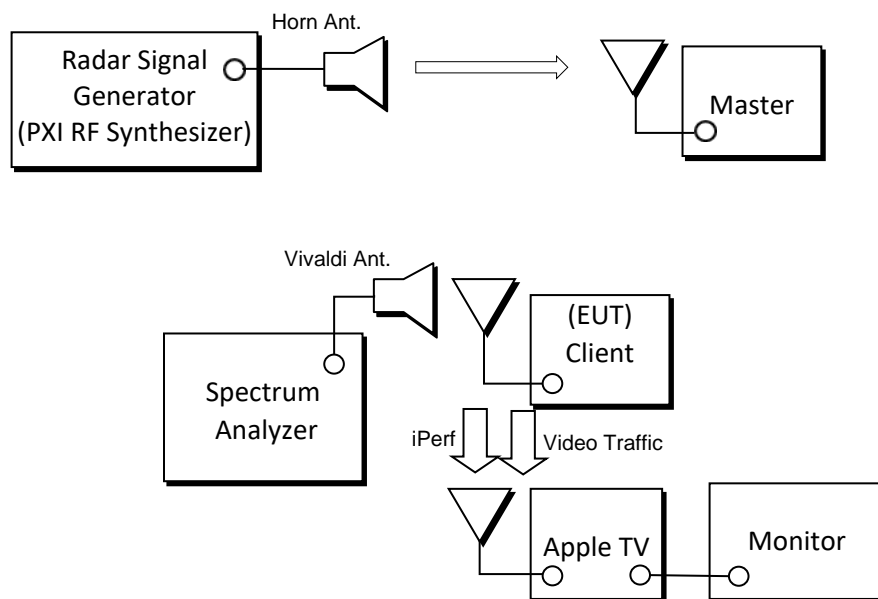 Horn Ant.
Radar Signal
Generator
(PXI RF Synthesizer)
Master
Vivaldi Ant.
(EUT)
Client
Spectrum
Analyzer
iPerf
Video Traffic
Apple TV
Monitor